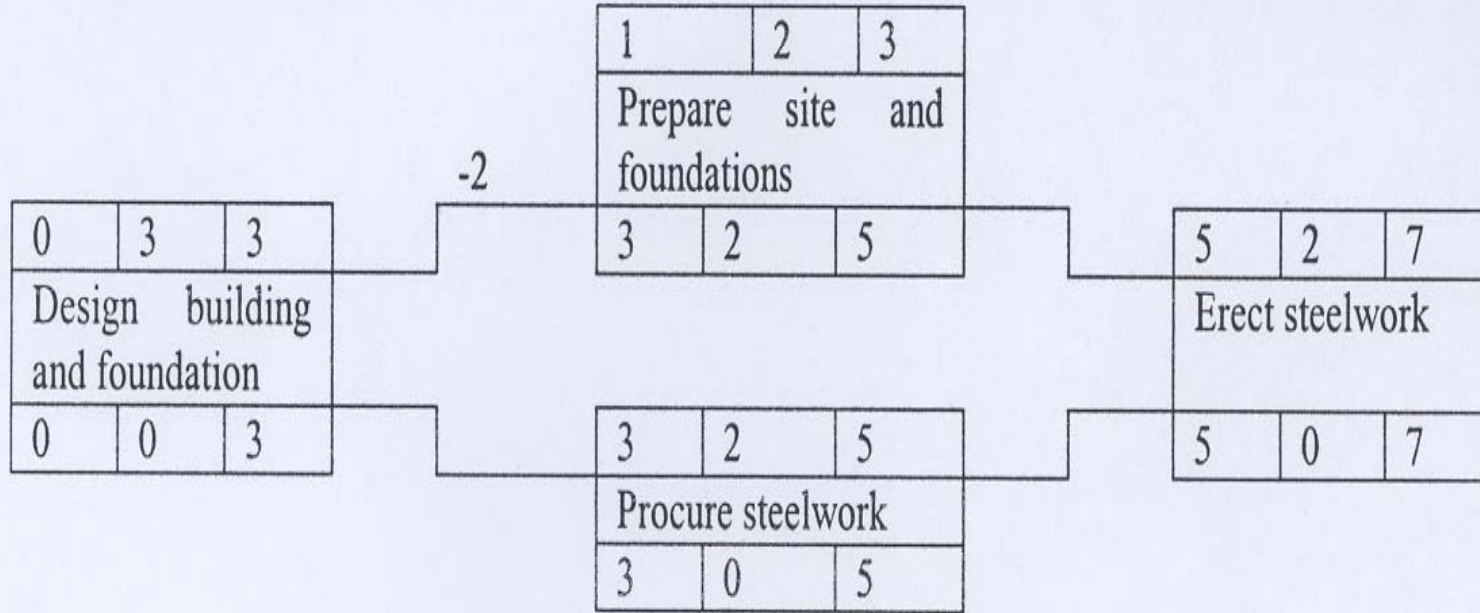 1 2 3
Prepare site and
foundations
3 2 5
-2
0 3 3
Design building
and foundation
0 0 3
3 2 5
Procure steelwork
3 0 5
5 2 7
Erect steelwork
5 0 7